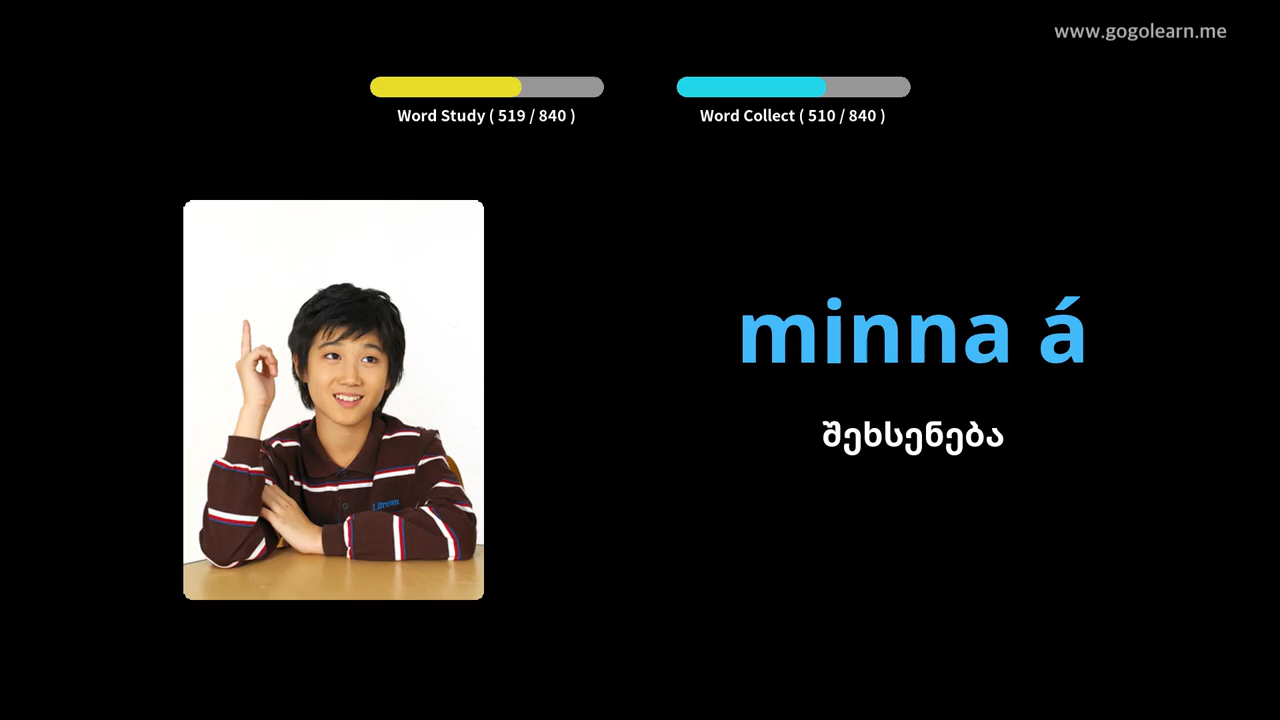 www.gogolearn.me
Word Study ( 519 / 840 )
Word Collect ( 510 / 840 )
minna á
შეხსენება